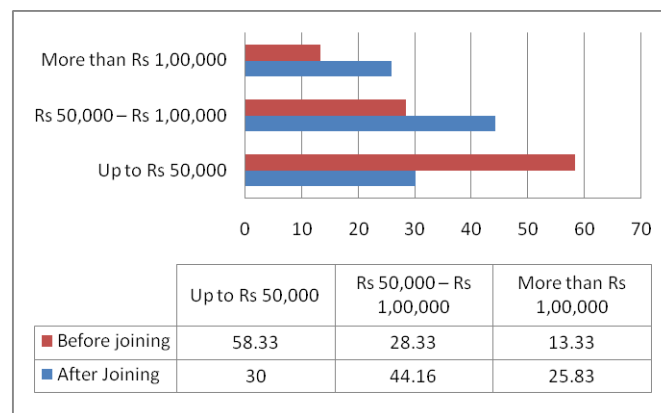 More than Rs 1,00,000
Rs 50,000 – Rs 1,00,000
Up to Rs 50,000
0 10 20 30 40 50 60 70
Up to Rs 50,000 Rs 50,000 – Rs 1,00,000 More than Rs 1,00,000
Before joining 58.33 28.33 13.33
After Joining 30 44.16 25.83